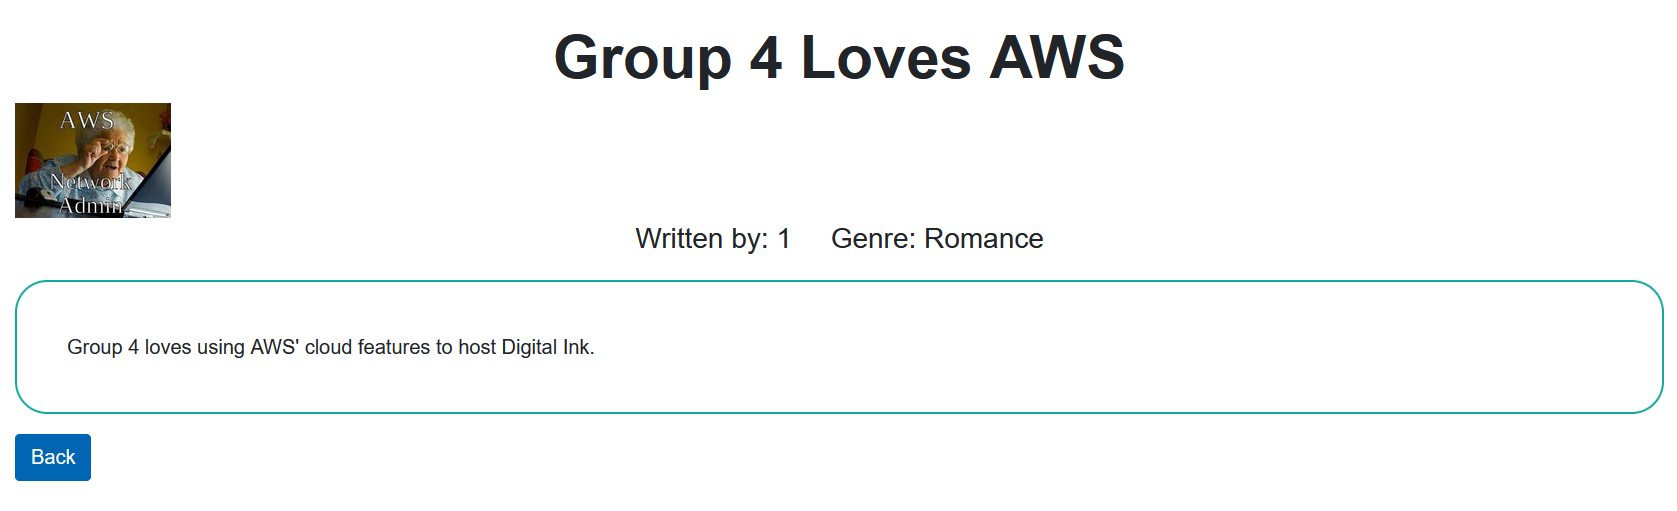 Group 4 Loves AWS
AWS
Network
Admin
Written by: 1 Genre: Romance
Group 4 loves using AWS' cloud features to host Digital Ink.
Back